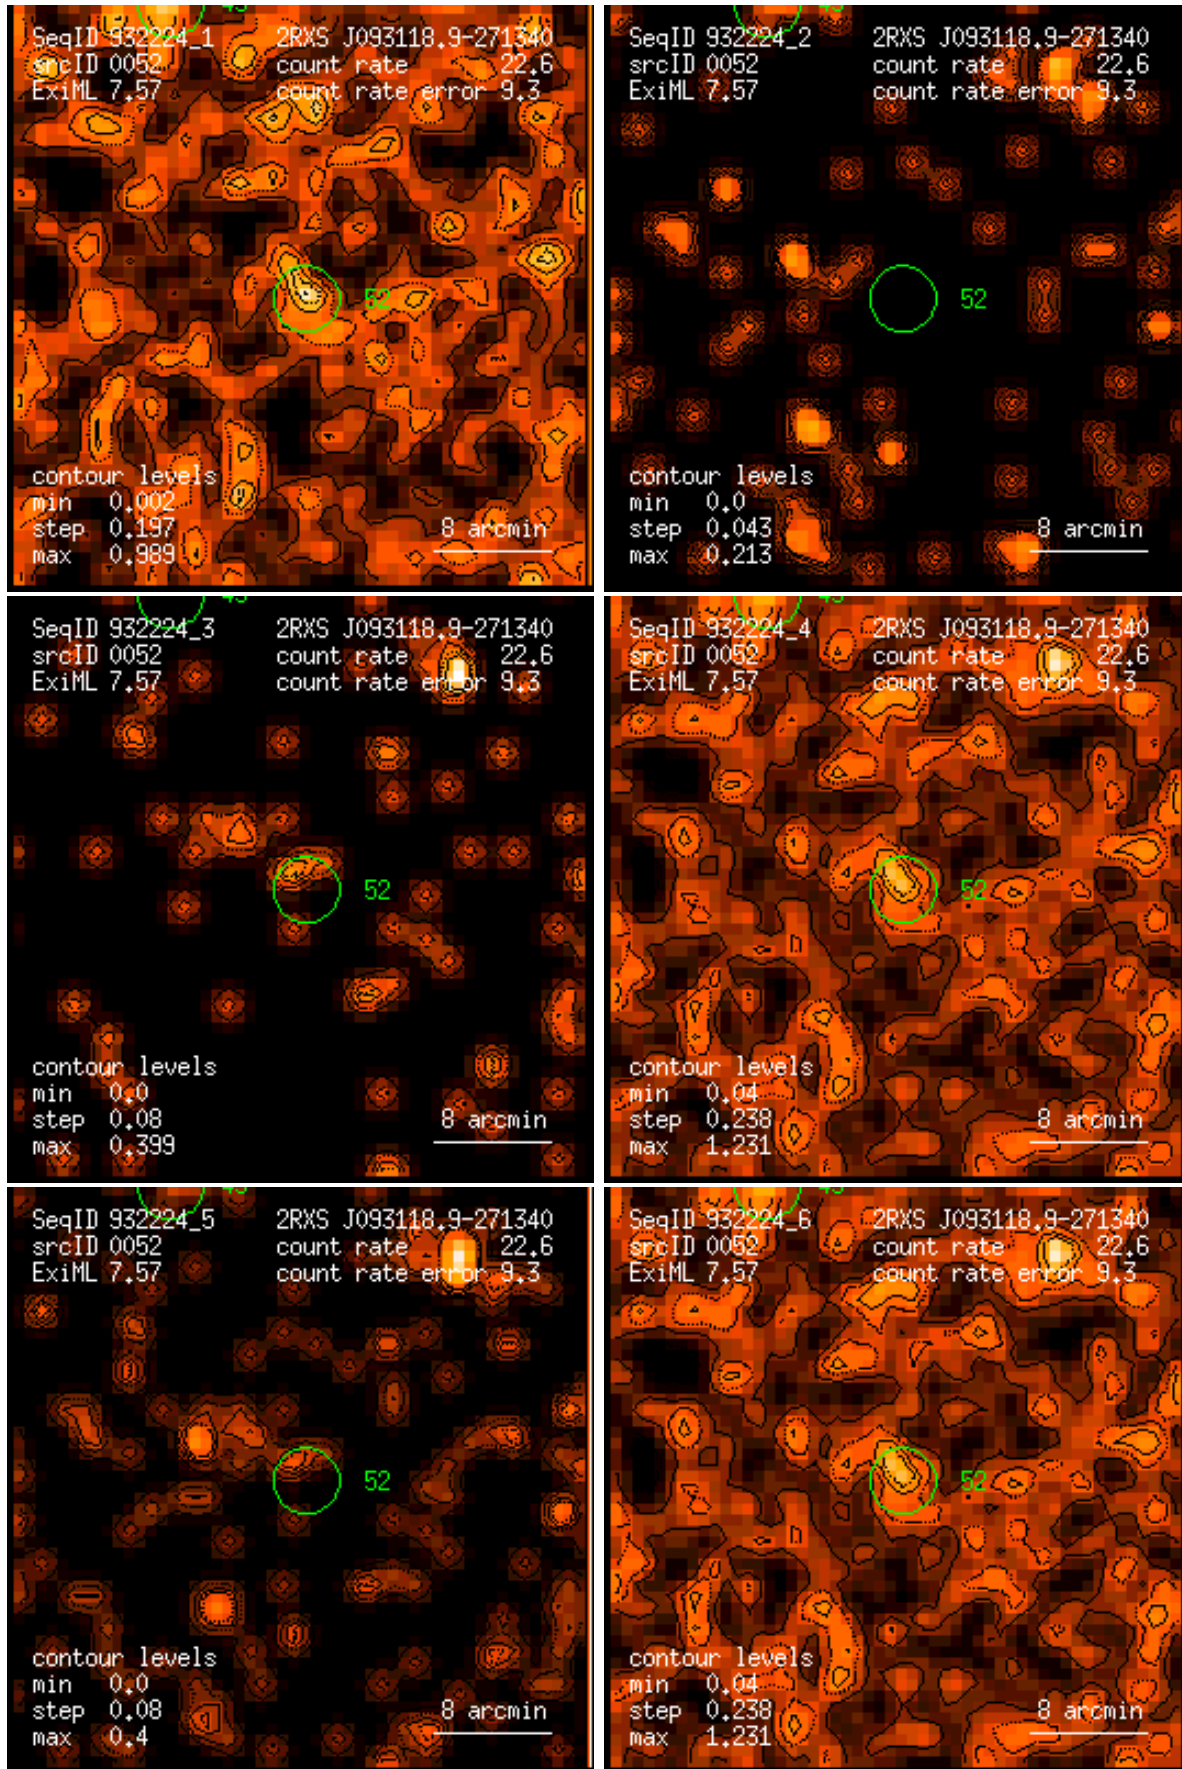 SeqID 932224_1 2RXS J093118.9-271340
srcID 0052 count rate 22.6
ExiML 7.57 count rate error 9.3
52
contour levels
min 0.002
step 0.197
max 0.989
8 arcmin
SeqID 932224_2 2RXS J093118.9-271340
srcID 0052 count rate 22.6
ExiML 7.57 count rate error 9.3
52
contour levels
min 0.0
step 0.043
max 0.213
8 arcmin
SeqID 932224_3 2RXS J093118.9-271340
srcID 0052 count rate 22.6
ExiML 7.57 count rate error 9.3
52
contour levels
min 0.0
step 0.08
max 0.399
8 arcmin
SeqID 932224_4 2RXS J093118.9-271340
srcID 0052 count rate 22.6
ExiML 7.57 count rate error 9.3
52
contour levels
min 0.04
step 0.238
max 1.231
8 arcmin
SeqID 932224_5 2RXS J093118.9-271340
srcID 0052 count rate 22.6
ExiML 7.57 count rate error 9.3
52
contour levels
min 0.0
step 0.08
max 0.4
8 arcmin
SeqID 932224_6 2RXS J093118.9-271340
srcID 0052 count rate 22.6
ExiML 7.57 count rate error 9.3
52
contour levels
min 0.04
step 0.238
max 1.231
8 arcmin